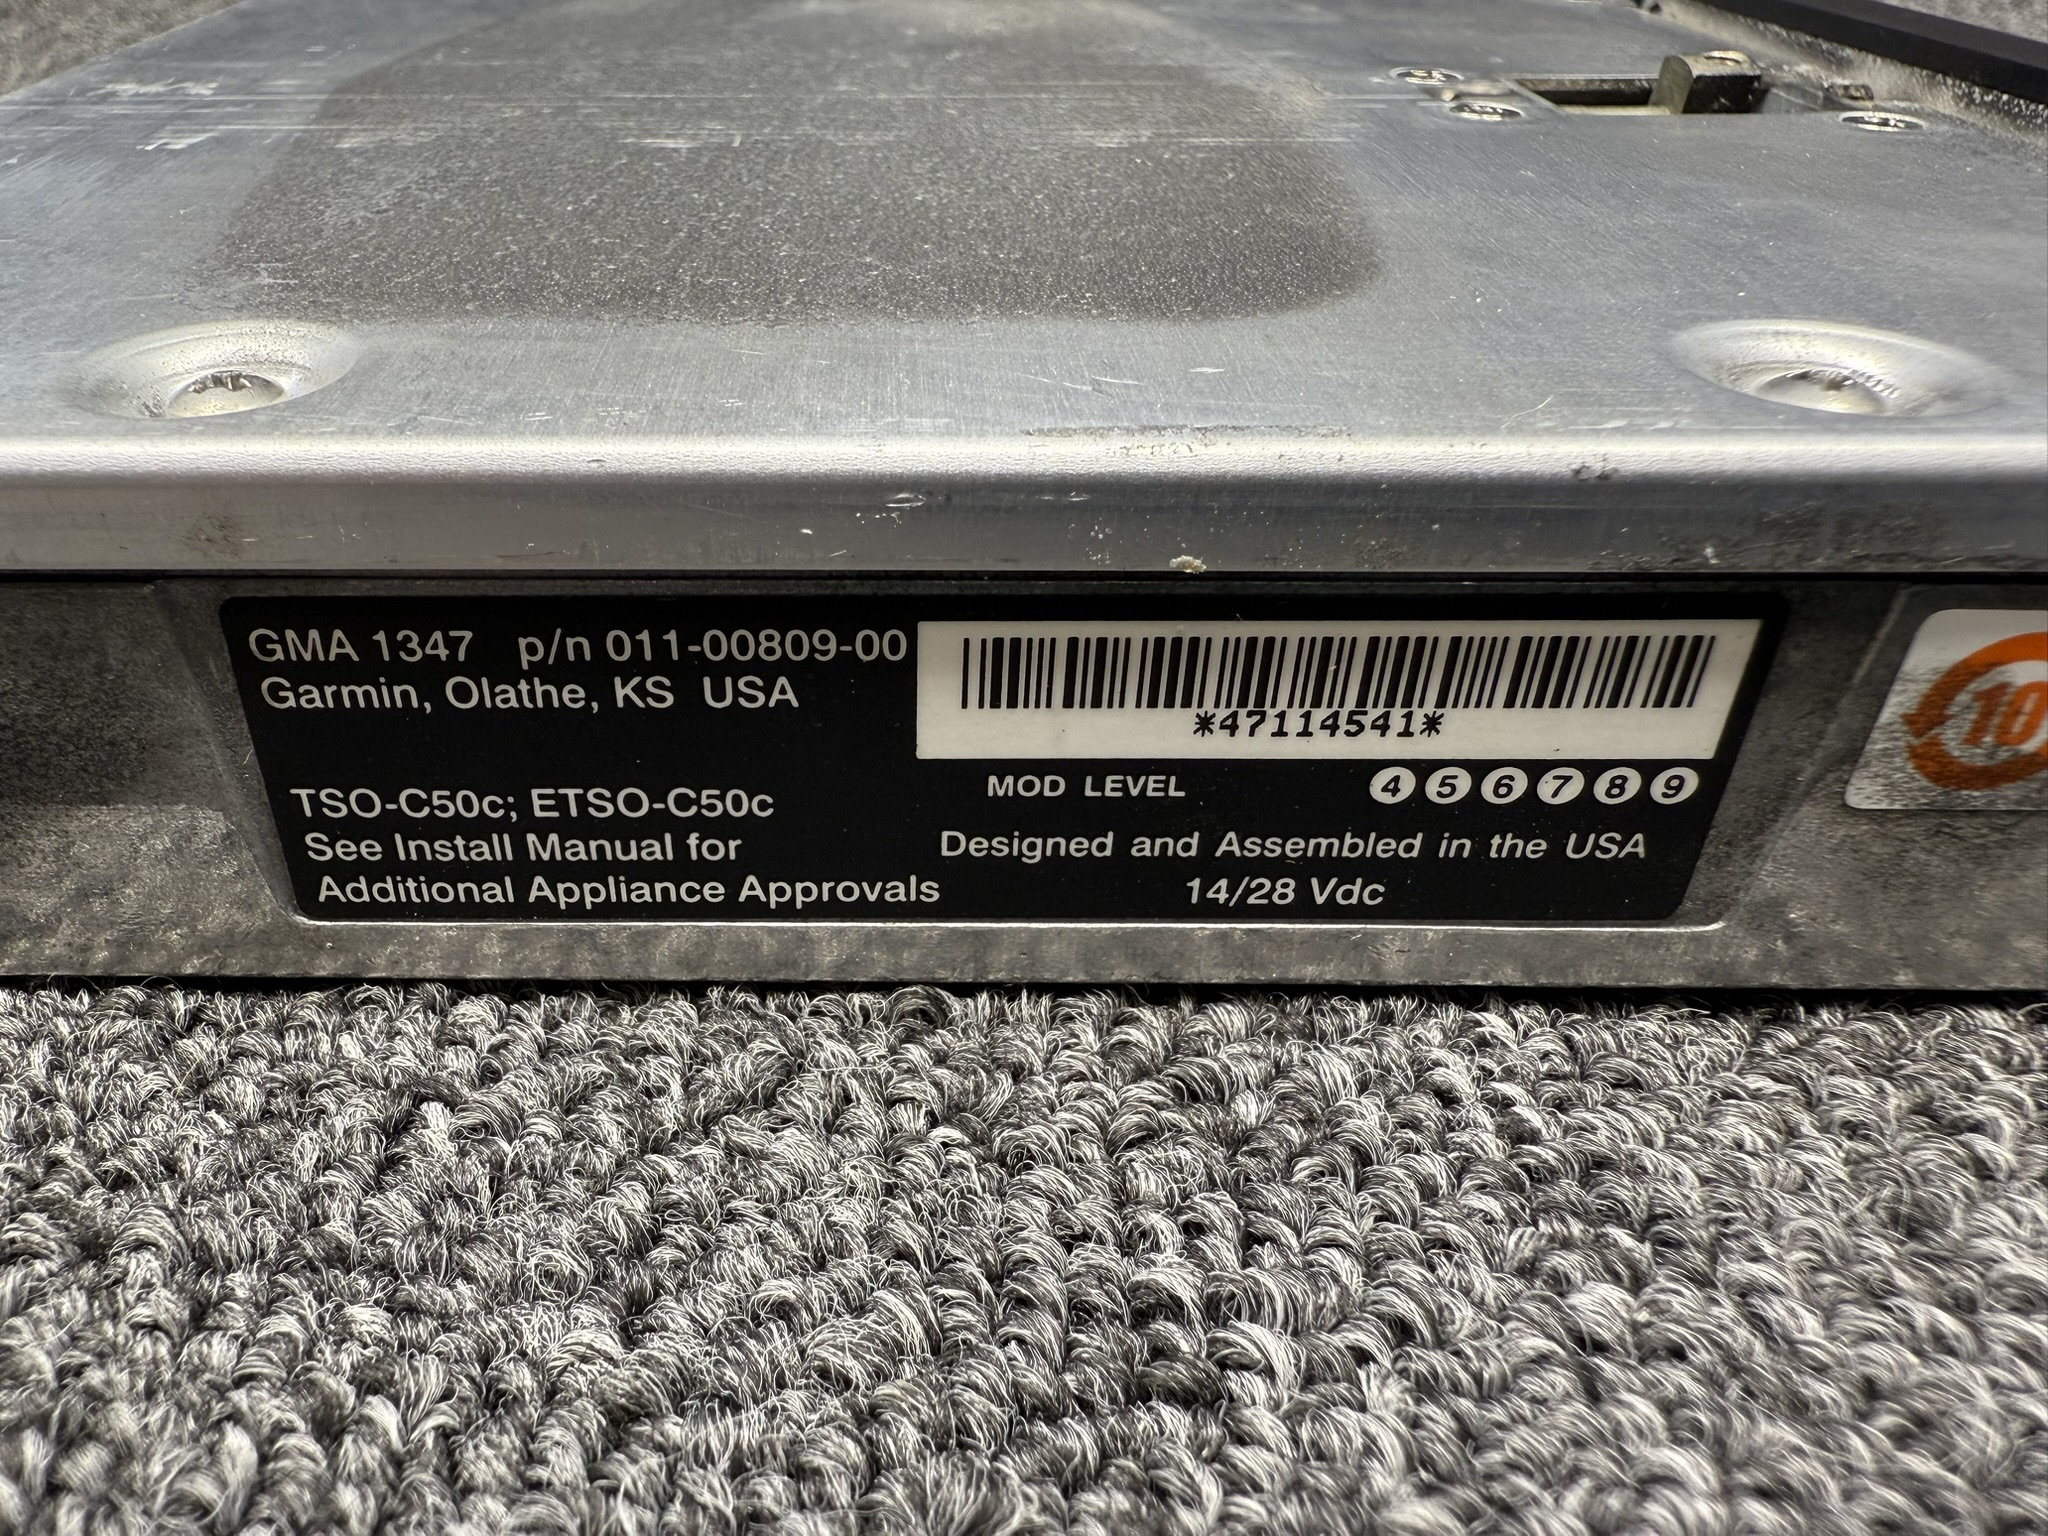 GMA 1347 p/n 011-00809-00
Garmin, Olathe, KS USA
*47114541*
MOD LEVEL 4 5 6 7 8 9
TSO-C50c; ETSO-C50c
See Install Manual for
Additional Appliance Approvals
Designed and Assembled in the USA
14/28 Vdc
10